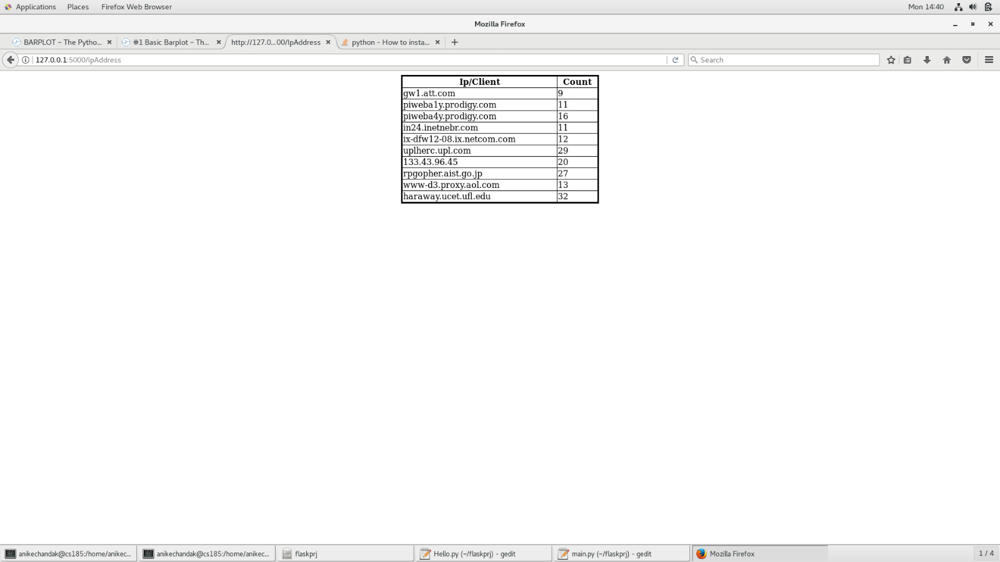 Applications Places Firefox Web Browser Mon 14:40
Mozilla Firefox
BARPLOT – The Pytho... #1 Basic Barplot – Th... http://127.0...00/IpAddress python - How to insta...
127.0.0.1:5000/IpAddress Search
Ip/Client Count
gw1.att.com 9
piweba1y.prodigy.com 11
piweba4y.prodigy.com 16
in24.inetnebr.com 11
ix-dfw12-08.ix.netcom.com 12
uplherc.upl.com 29
133.43.96.45 20
rpgopher.aist.go.jp 27
www-d3.proxy.aol.com 13
haraway.ucet.ufl.edu 32
anikechandak@cs185:/home/anikec... anikechandak@cs185:/home/anikec... flaskprj Hello.py (~/flaskprj) - gedit main.py (~/flaskprj) - gedit Mozilla Firefox 1 / 4